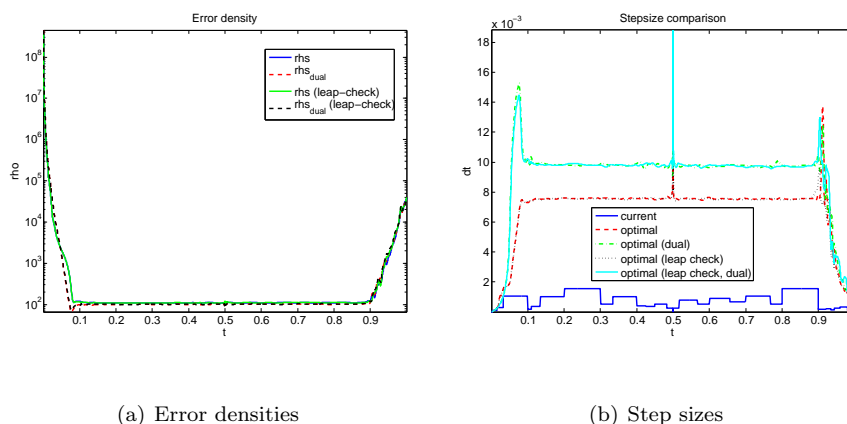 Error density
10^8
10^7
10^6
10^5
10^4
10^3
10^2
rho
0.1 0.2 0.3 0.4 0.5 0.6 0.7 0.8 0.9
t
rhs
rhs_dual
rhs (leap−check)
rhs_dual (leap−check)
(a) Error densities
Stepsize comparison
x 10^−3
18
16
14
12
10
8
6
4
2
dt
0.1 0.2 0.3 0.4 0.5 0.6 0.7 0.8 0.9
t
current
optimal
optimal (dual)
optimal (leap check)
optimal (leap check, dual)
(b) Step sizes